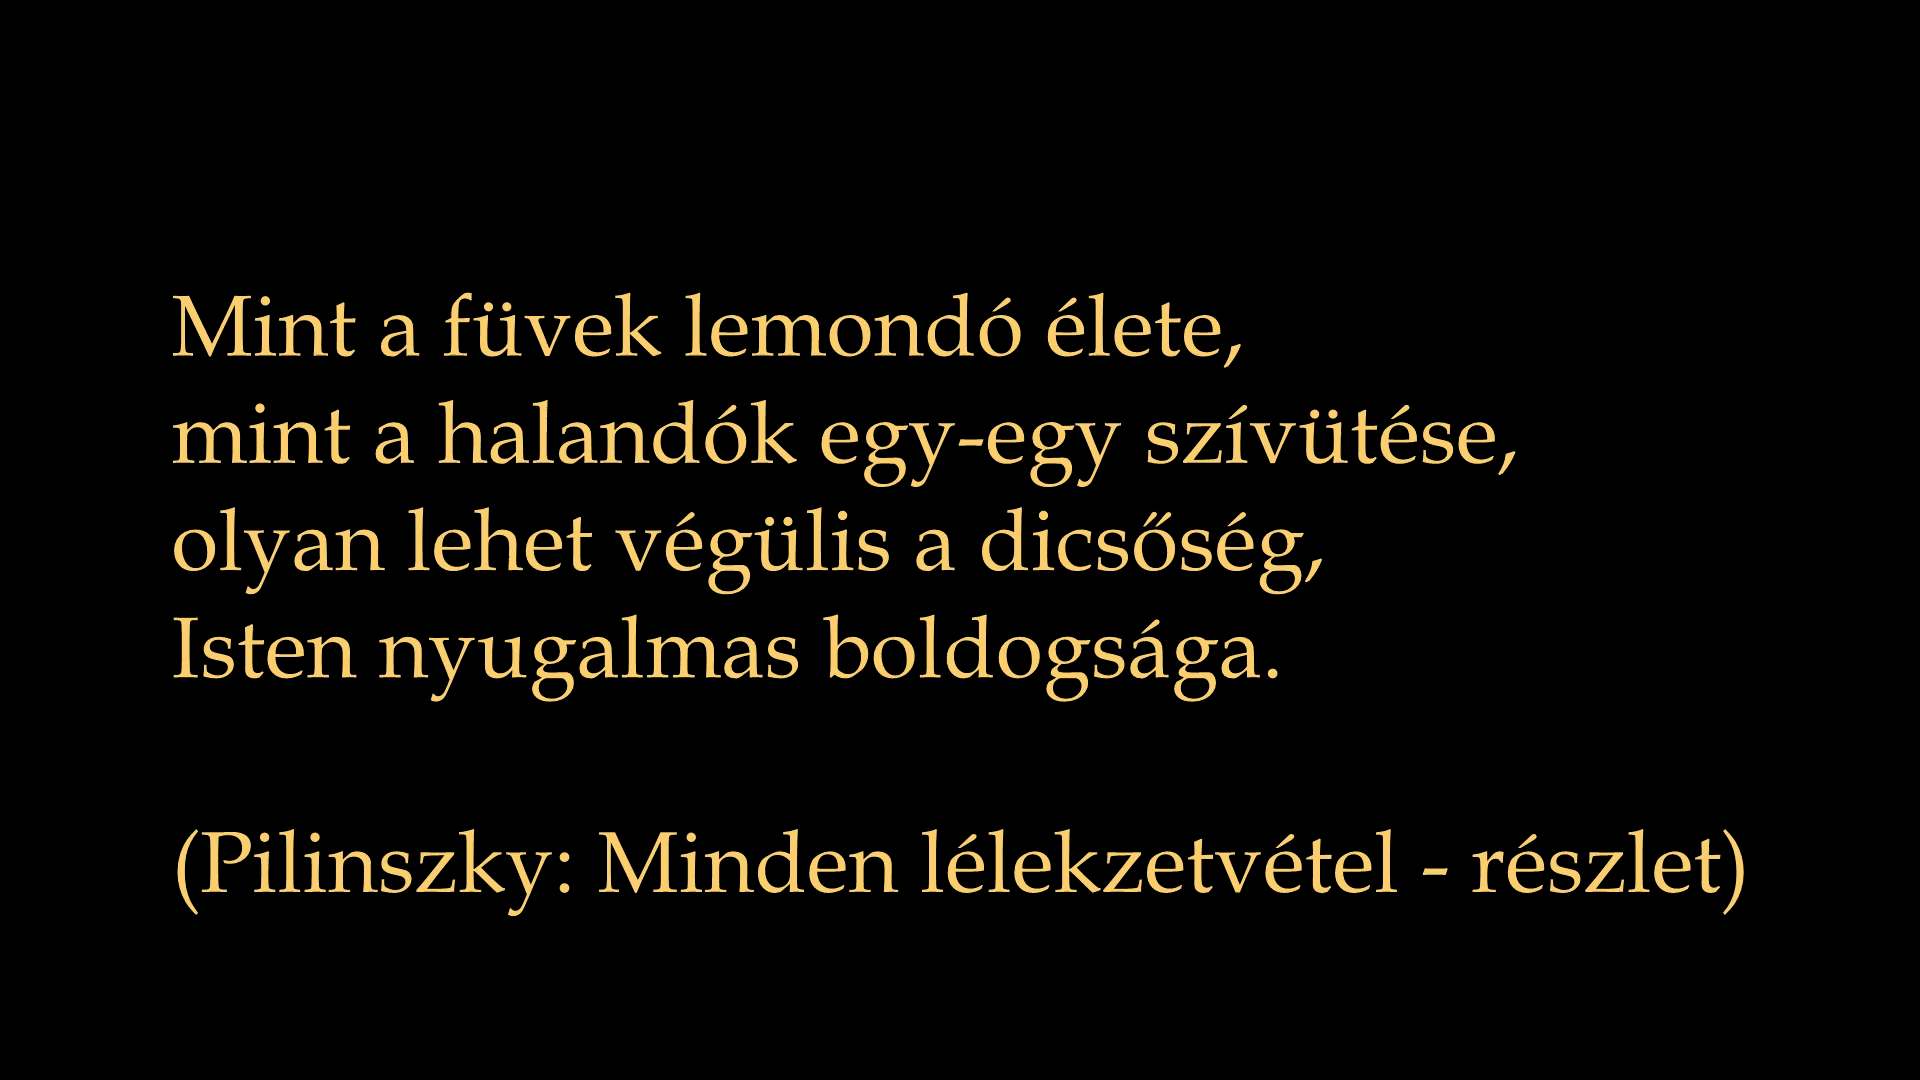 Mint a füvek lemondó élete,
mint a halandók egy-egy szívütése,
olyan lehet végülis a dicsőség,
Isten nyugalmas boldogsága.
(Pilinszky: Minden lélekzetvétel - részlet)